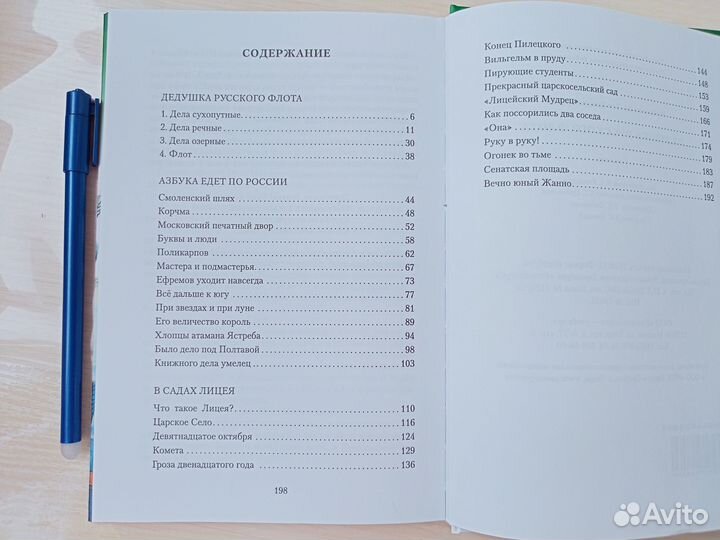 СОДЕРЖАНИЕ
ДЕДУШКА РУССКОГО ФЛОТА
1. Дела сухопутные 6
2. Дела речные 11
3. Дела озерные 30
4. Флот 38
АЗБУКА ЕДЕТ ПО РОССИИ
Смоленский шлях 44
Корчма 48
Московский печатный двор 52
Буквы и люди 58
Поликарпов 62
Мастера и подмастерья 67
Ефремов уходит навсегда 73
Всё дальше к югу 77
При звездах и при луне 81
Его величество король 89
Хлопцы атамана Ястреба 94
Было дело под Полтавой 98
Книжного дела умелец 103
В САДАХ ЛИЦЕЯ
Что такое Лицея? 110
Царское Село 116
Девятнадцатое октября 124
Комета 129
Гроза двенадцатого года 136
198
Конец Пилецкого 144
Вильгельм в пруду 148
Пирующие студенты 153
Прекрасный царскосельский сад 159
«Лицейский Мудрец» 166
Как поссорились два соседа 171
«Она» 174
Руку в руку! 179
Огонек во тьме 183
Сенатская площадь 187
Вечно юный Жанно 192
Avito